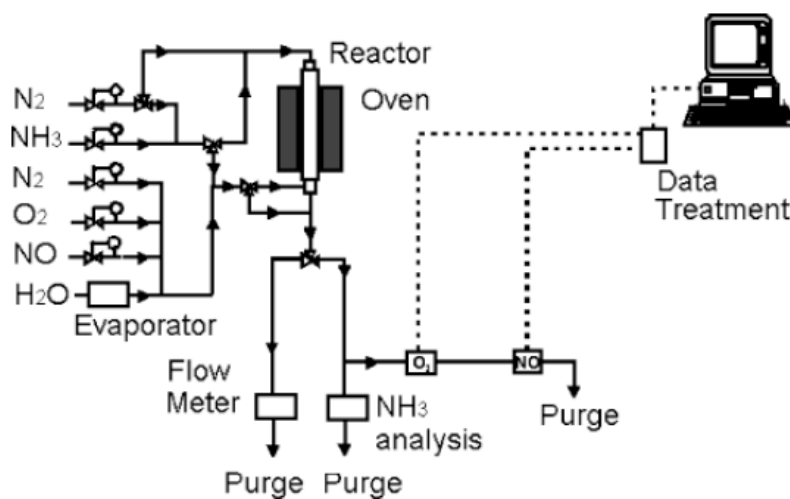 Reactor
N2
Oven
NH3
N2
O2
NO
H2O
Evaporator
Data
Treatment
O2
NO
Flow
Meter
NH3
analysis
Purge
Purge
Purge